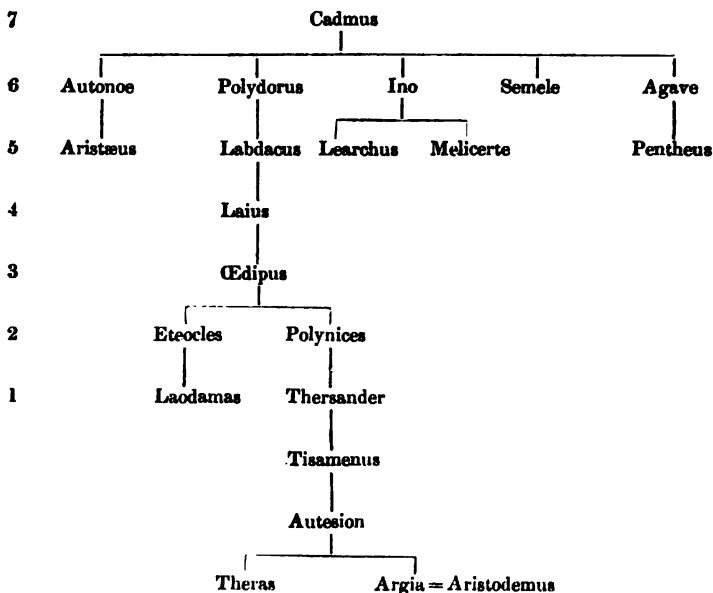 7 Cadmus
6 Autonoe Polydorus Ino Semele Agave
5 Aristæus Labdacus Learchus Melicerte Pentheus
4 Laius
3 Œdipus
2 Eteocles Polynices
1 Laodamas Thersander
Tisamenus
Autesion
Theras Argia = Aristodemus